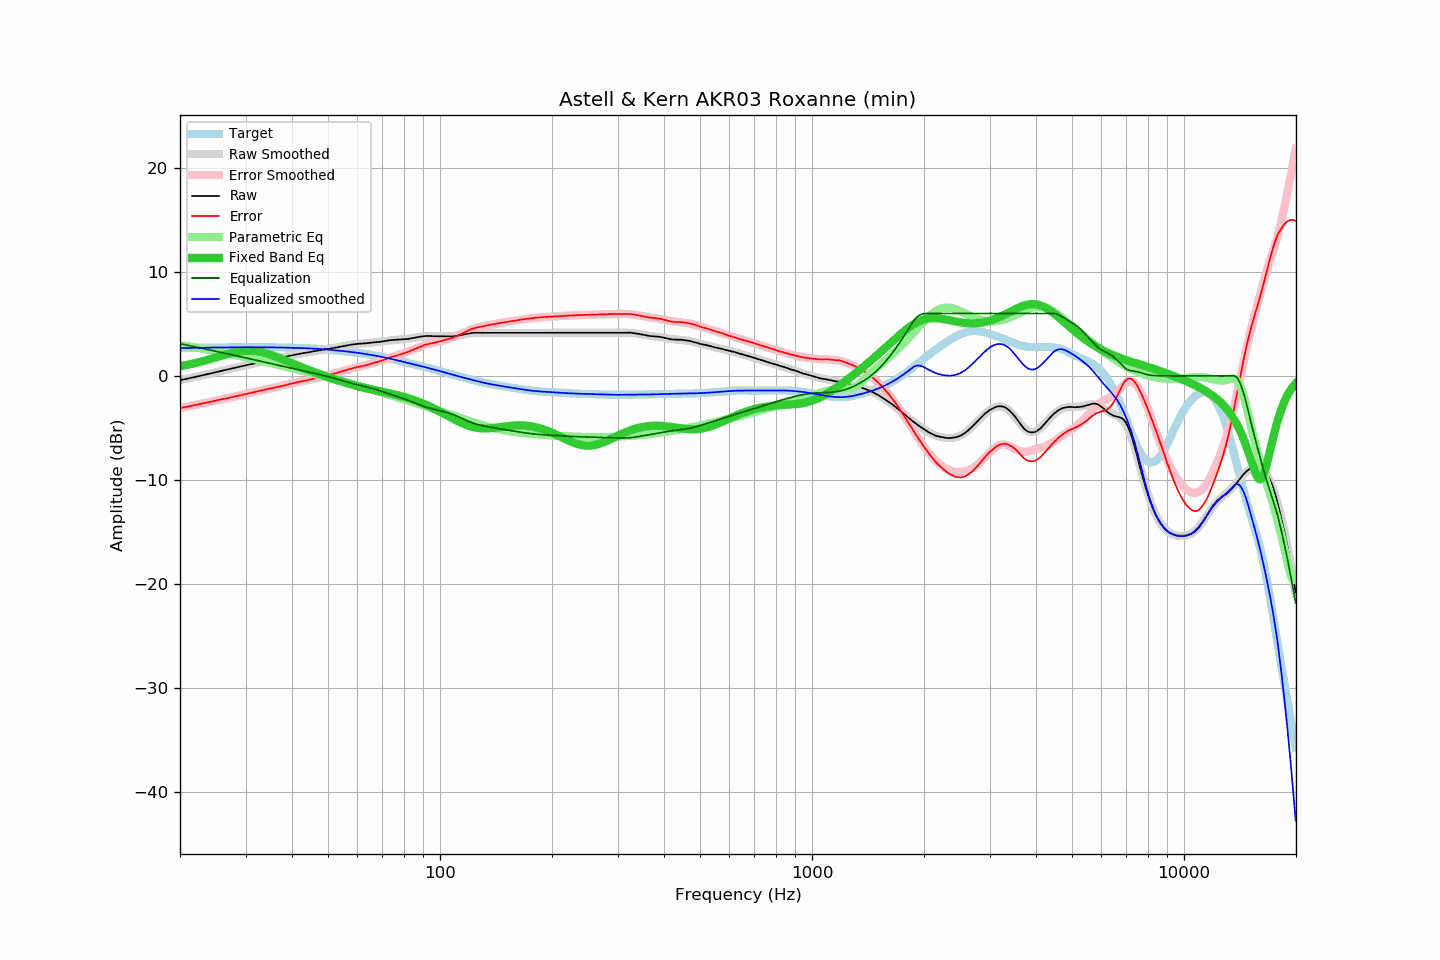 Astell & Kern AKR03 Roxanne (min)
Target
Raw Smoothed
Error Smoothed
Raw
Error
Parametric Eq
Fixed Band Eq
Equalization
Equalized smoothed
20
10
0
−10
−20
−30
−40
Amplitude (dBr)
100
1000
10000
Frequency (Hz)